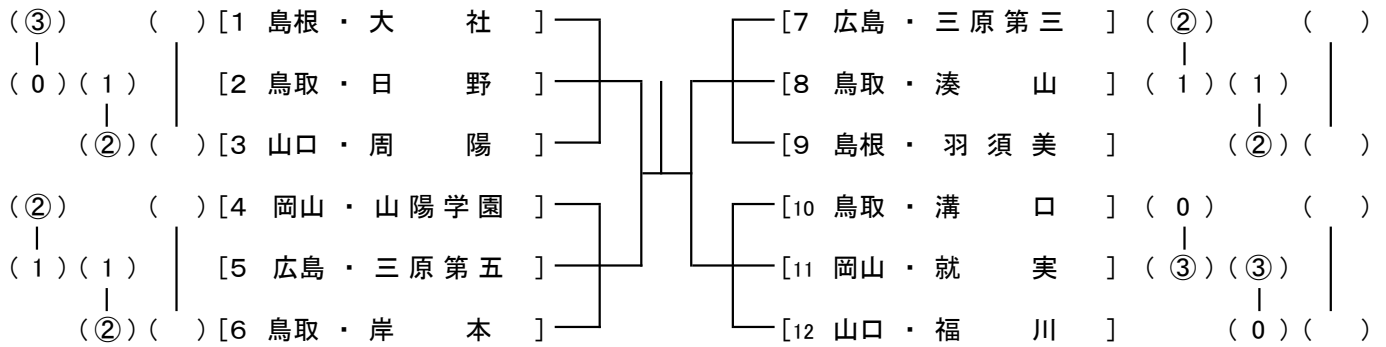 (③) ( ) [1 島根・大社] [7 広島・三原第三] (②) ( )
(0)(1) [2 鳥取・日野] [8 鳥取・湊山] (1)(1)
(②)( ) [3 山口・周陽] [9 島根・羽須美] (②)( )
(②) ( ) [4 岡山・山陽学園] [10 鳥取・溝口] (0) ( )
(1)(1) [5 広島・三原第五] [11 岡山・就実] (③)(③)
(②)( ) [6 鳥取・岸本] [12 山口・福川] (0)( )